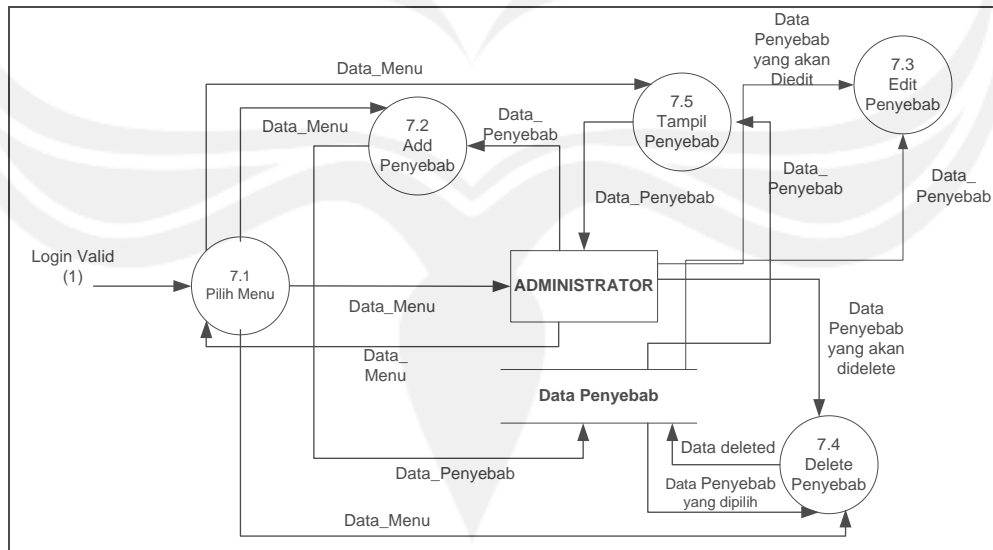 Data
Penyebab
yang akan
Diedit
7.3
Edit
Penyebab
Data_Menu
7.5
Tampil
Penyebab
Data_Menu
7.2
Add
Penyebab
Data_
Penyebab
Data_
Penyebab
Data_
Penyebab
Data_Penyebab
Login Valid
(1)
7.1
Pilih Menu
Data_Menu
ADMINISTRATOR
Data
Penyebab
yang akan
didelete
Data_
Menu
Data Penyebab
Data deleted
7.4
Delete
Penyebab
Data_Penyebab
Data Penyebab
yang dipilih
Data_Menu